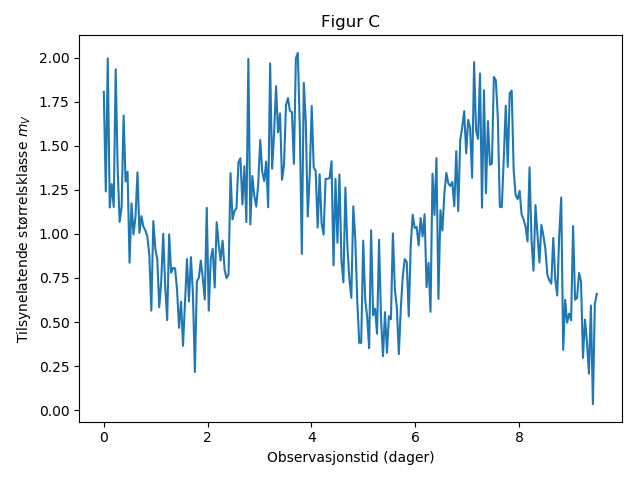 Figur C
2.00
1.75
1.50
1.25
1.00
0.75
0.50
0.25
0.00
Tilsynelatende størrelsklasse $m_V$
0 2 4 6 8
Observasjonstid (dager)